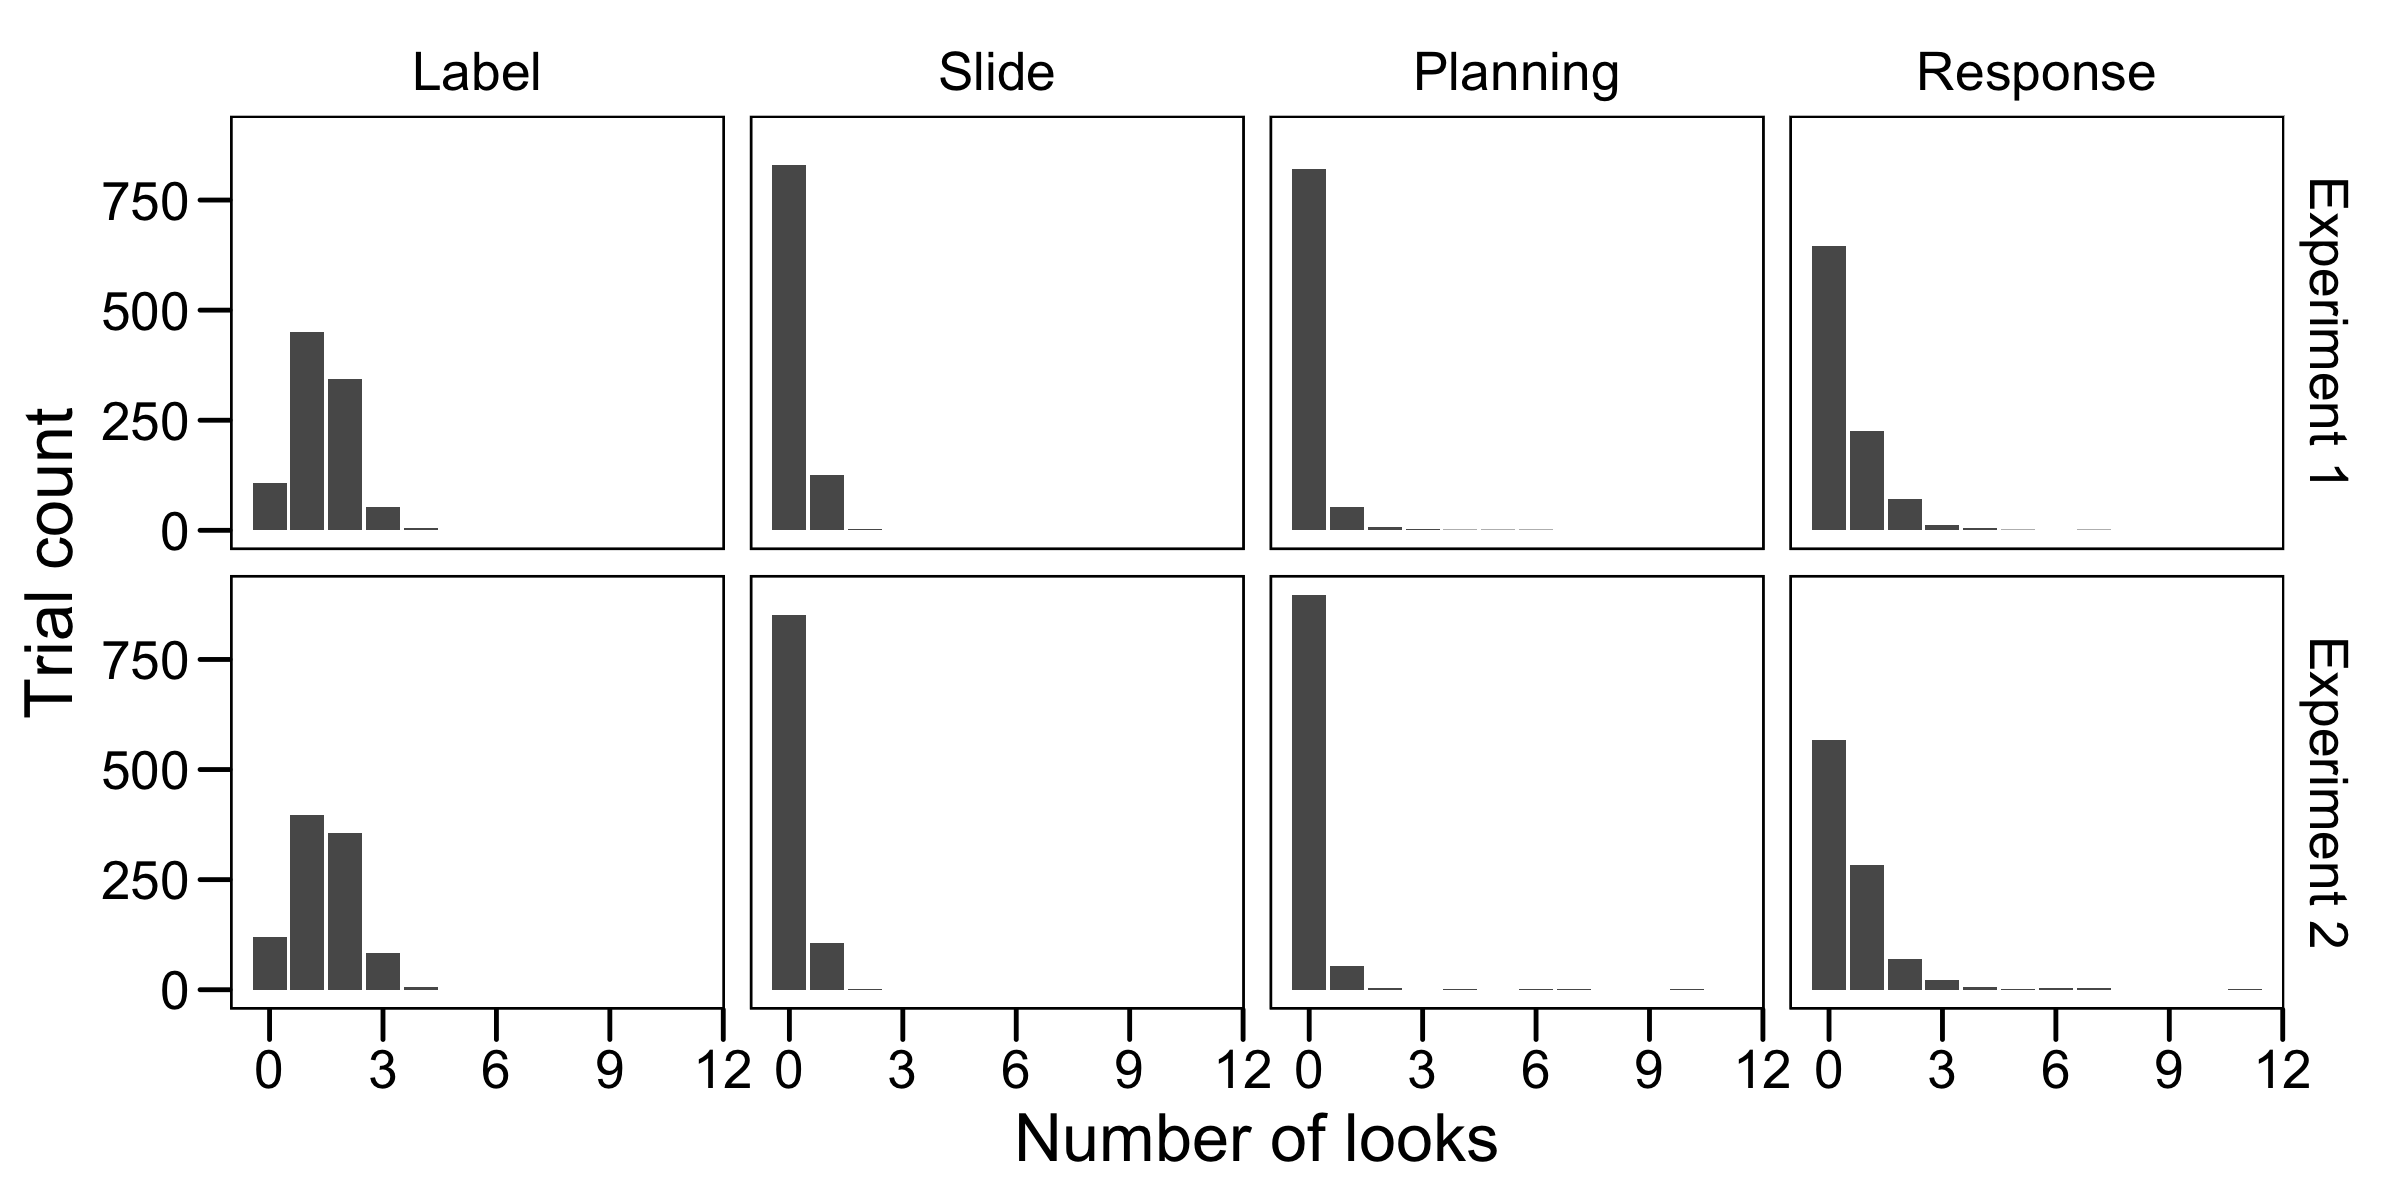 Label Slide Planning Response
Trial count
750
500
250
0
Experiment 1
750
500
250
0
Experiment 2
0 3 6 9 12 0 3 6 9 12 0 3 6 9 12 0 3 6 9 12
Number of looks